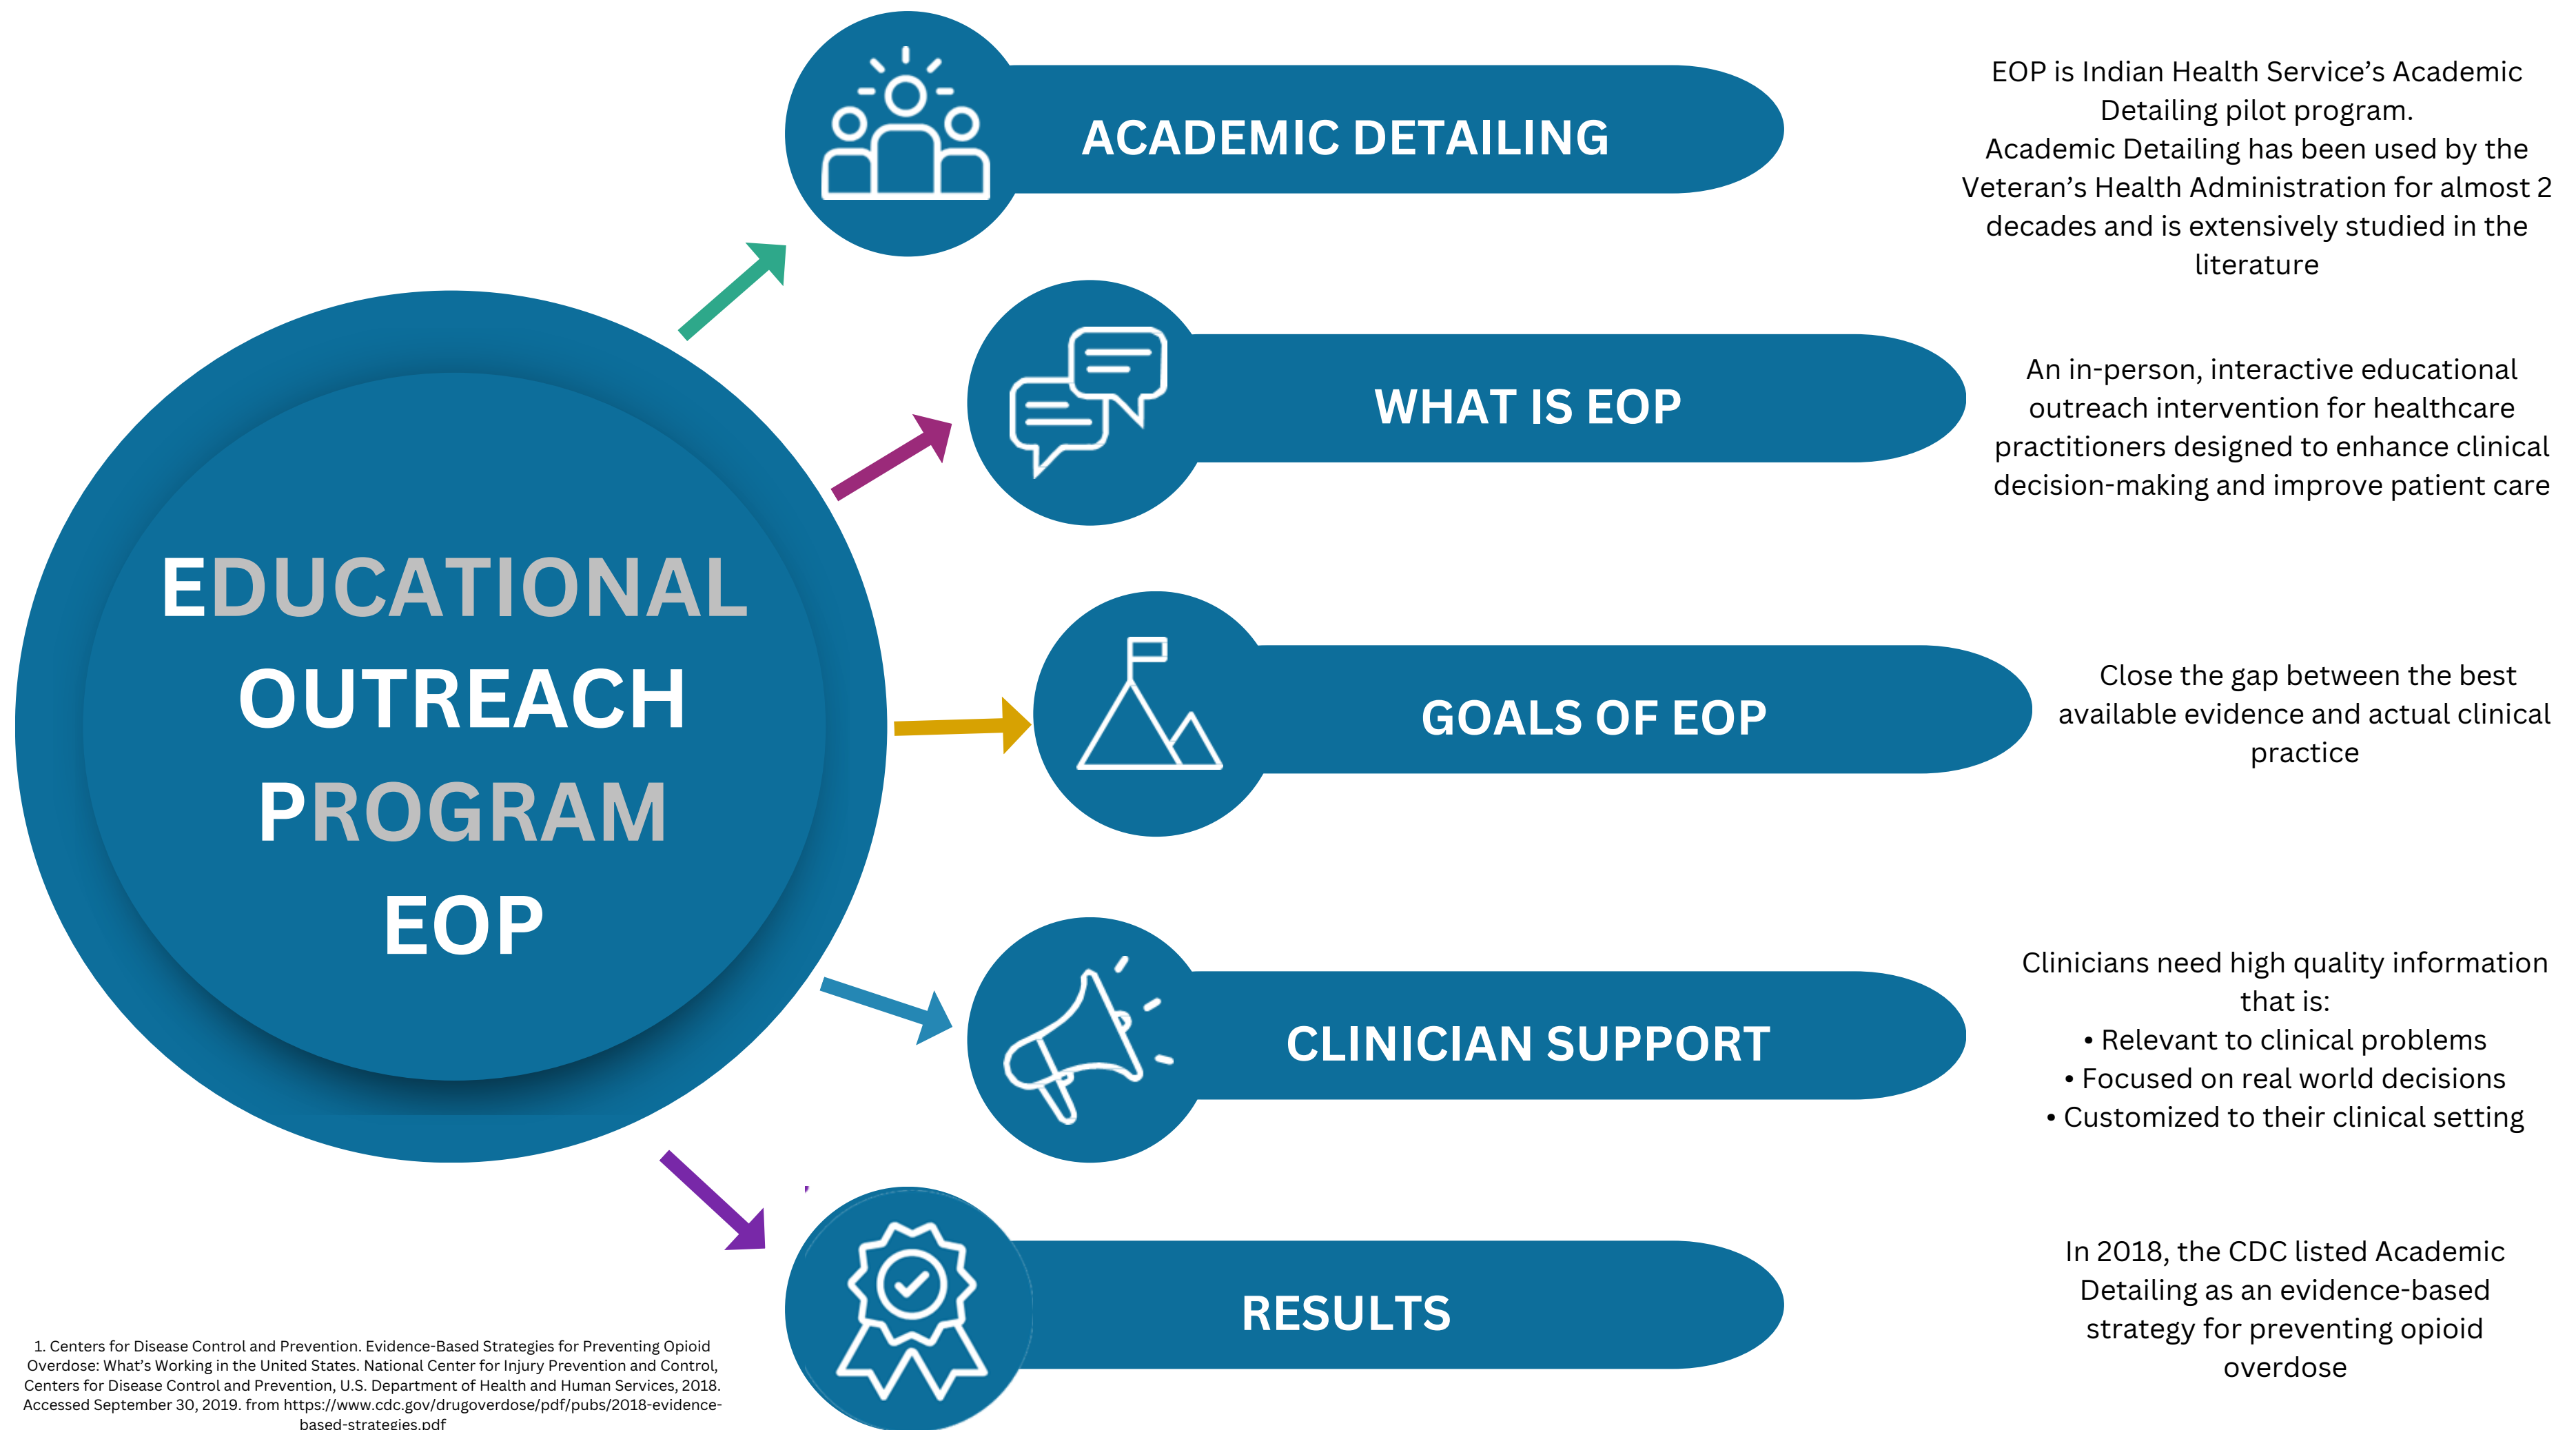 EDUCATIONAL
OUTREACH
PROGRAM
EOP
ACADEMIC DETAILING
EOP is Indian Health Service’s Academic
Detailing pilot program.
Academic Detailing has been used by the
Veteran’s Health Administration for almost 2
decades and is extensively studied in the
literature
WHAT IS EOP
An in-person, interactive educational
outreach intervention for healthcare
practitioners designed to enhance clinical
decision-making and improve patient care
GOALS OF EOP
Close the gap between the best
available evidence and actual clinical
practice
CLINICIAN SUPPORT
Clinicians need high quality information
that is:
• Relevant to clinical problems
• Focused on real world decisions
• Customized to their clinical setting
RESULTS
In 2018, the CDC listed Academic
Detailing as an evidence-based
strategy for preventing opioid
overdose
1. Centers for Disease Control and Prevention. Evidence-Based Strategies for Preventing Opioid
Overdose: What’s Working in the United States. National Center for Injury Prevention and Control,
Centers for Disease Control and Prevention, U.S. Department of Health and Human Services, 2018.
Accessed September 30, 2019. from https://www.cdc.gov/drugoverdose/pdf/pubs/2018-evidence-
based-strategies.pdf